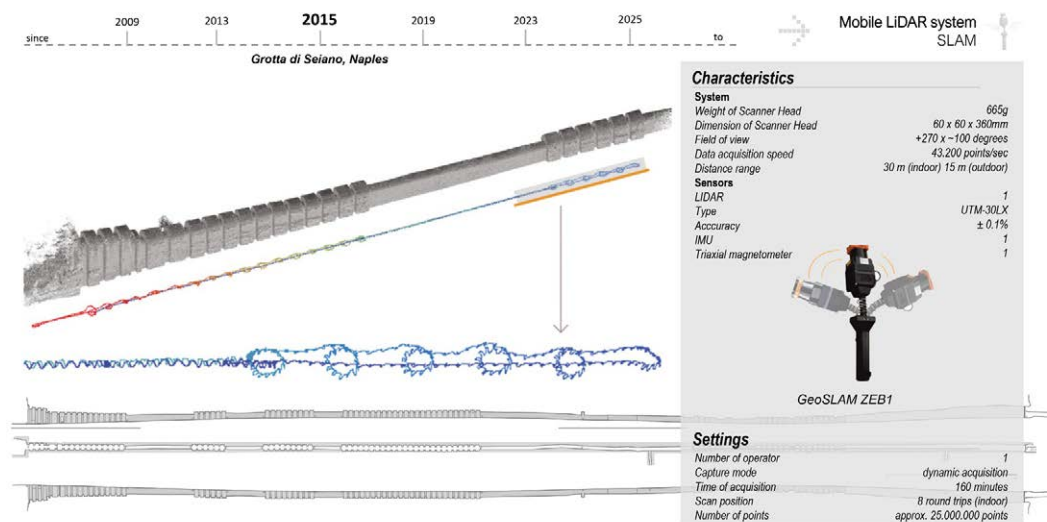 2009 2013 2015 2019 2023 2025
since to
Mobile LiDAR system
SLAM
Grotta di Seiano, Naples
Characteristics
System
Weight of Scanner Head 665g
Dimension of Scanner Head 60 x 60 x 360mm
Field of view +270 x ~100 degrees
Data acquisition speed 43.200 points/sec
Distance range 30 m (indoor) 15 m (outdoor)
Sensors
LIDAR 1
Type UTM-30LX
Acccuracy ± 0.1%
IMU 1
Triaxial magnetometer 1
GeoSLAM ZEB1
Settings
Number of operator 1
Capture mode dynamic acquisition
Time of acquisition 160 minutes
Scan position 8 round trips (indoor)
Number of points approx. 25.000.000 points